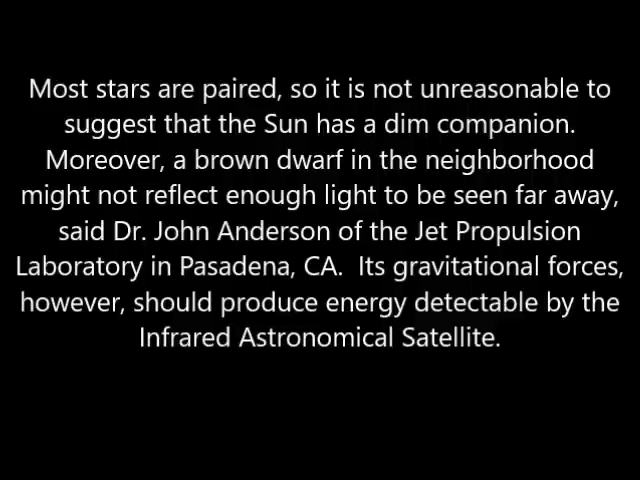 Most stars are paired, so it is not unreasonable to
suggest that the Sun has a dim companion.
Moreover, a brown dwarf in the neighborhood
might not reflect enough light to be seen far away,
said Dr. John Anderson of the Jet Propulsion
Laboratory in Pasadena, CA.  Its gravitational forces,
however, should produce energy detectable by the
Infrared Astronomical Satellite.